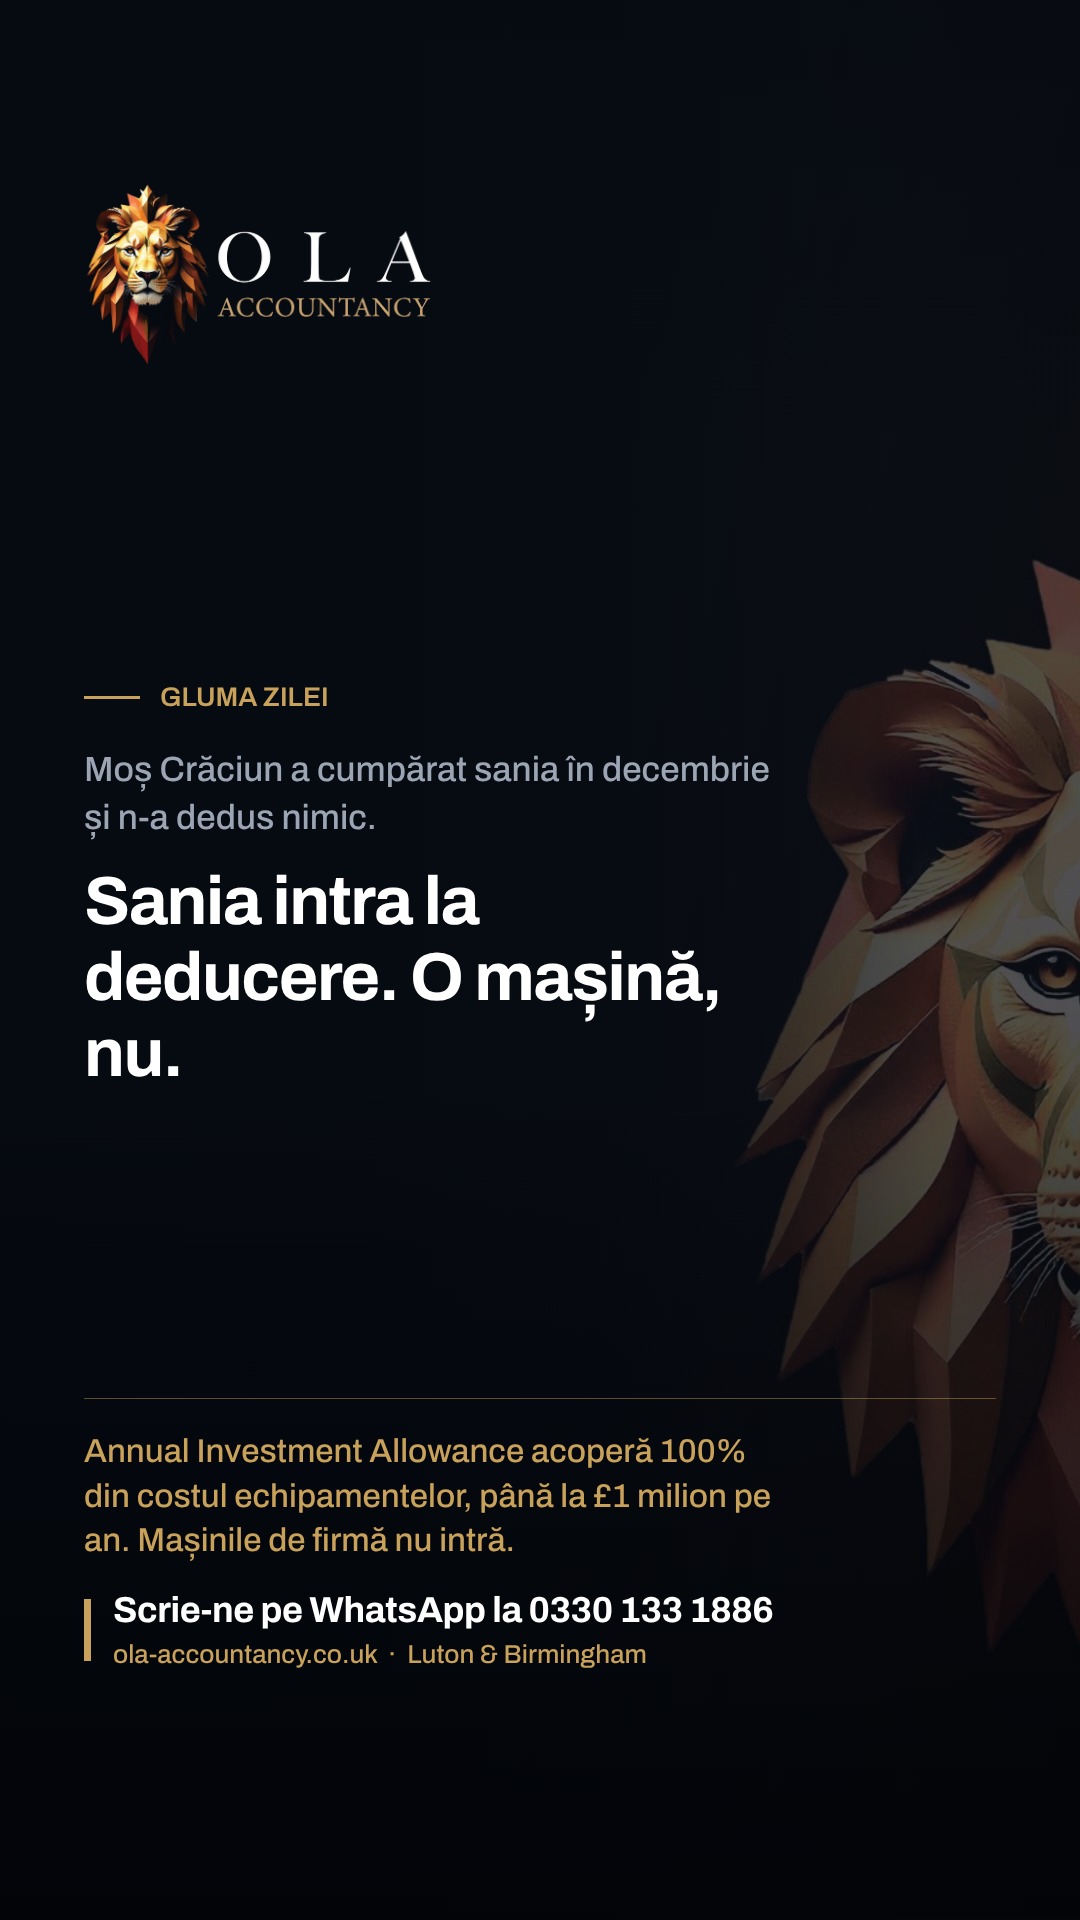 OLA
ACCOUNTANCY
GLUMA ZILEI
Moș Crăciun a cumpărat sania în decembrie
și n-a dedus nimic.
Sania intra la
deducere. O mașină,
nu.
Annual Investment Allowance acoperă 100%
din costul echipamentelor, până la £1 milion pe
an. Mașinile de firmă nu intră.
Scrie-ne pe WhatsApp la 0330 133 1886
ola-accountancy.co.uk · Luton & Birmingham